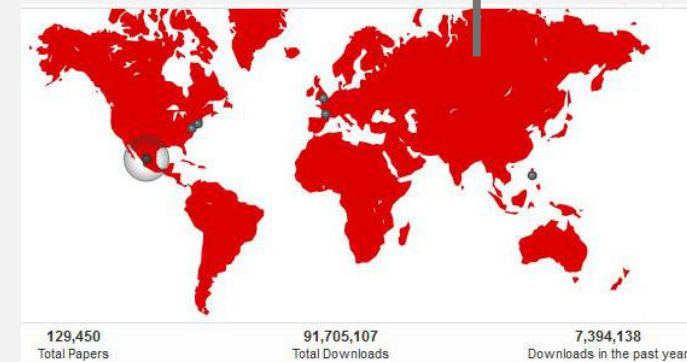 129,450 91,705,107 7,394,138
Total Papers Total Downloads Downloads in the past year